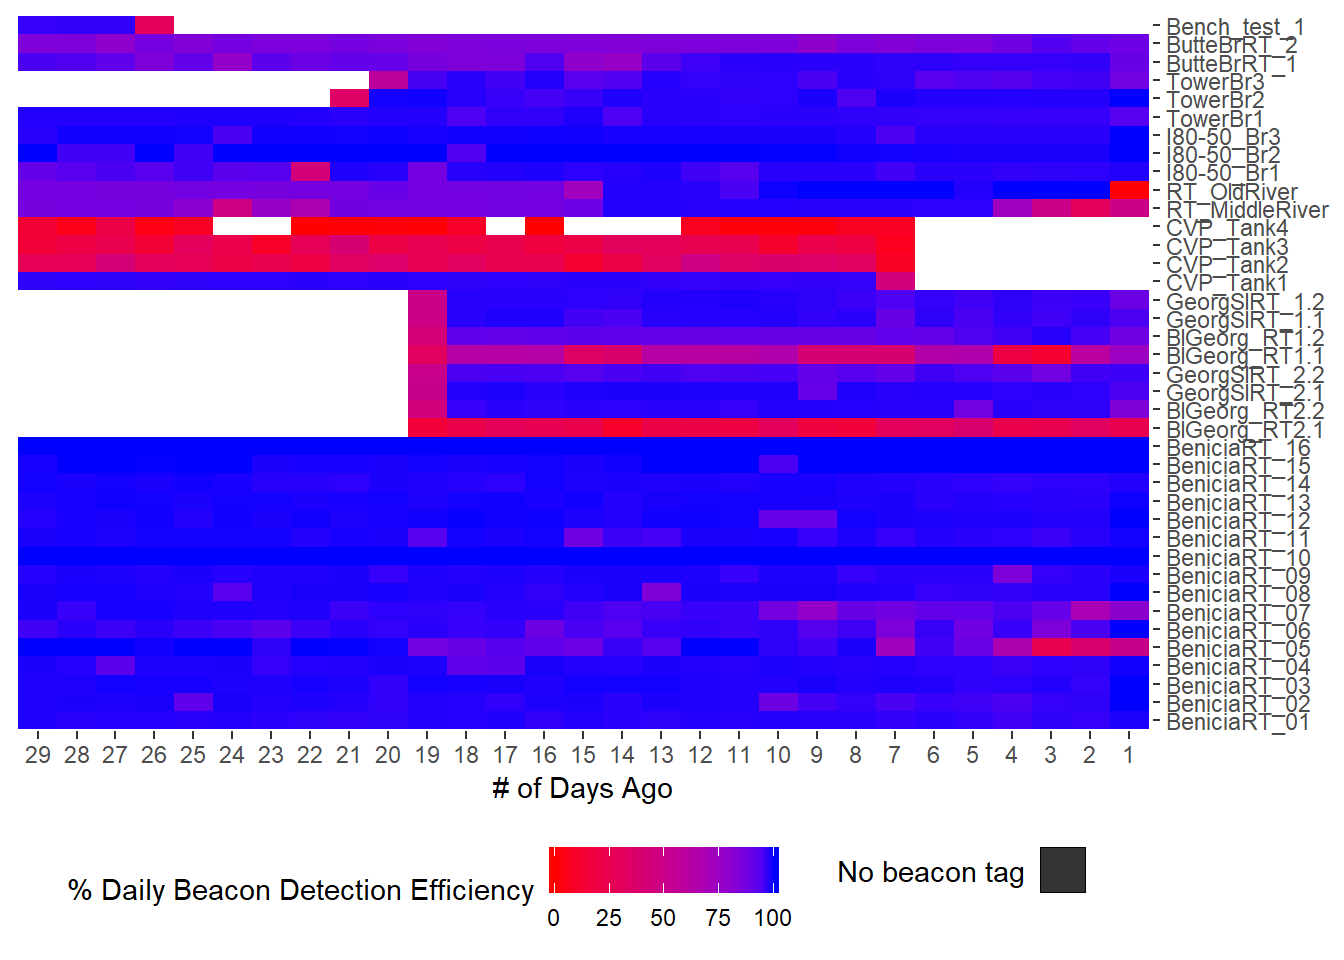 Bench_test_1
ButteBrRT_2
ButteBrRT_1
TowerBr3
TowerBr2
TowerBr1
I80-50_Br3
I80-50_Br2
I80-50_Br1
RT_OldRiver
RT_MiddleRiver
CVP_Tank4
CVP_Tank3
CVP_Tank2
CVP_Tank1
GeorgSlRT_1.2
GeorgSlRT_1.1
BlGeorg_RT1.2
BlGeorg_RT1.1
GeorgSlRT_2.2
GeorgSlRT_2.1
BlGeorg_RT2.2
BlGeorg_RT2.1
BeniciaRT_16
BeniciaRT_15
BeniciaRT_14
BeniciaRT_13
BeniciaRT_12
BeniciaRT_11
BeniciaRT_10
BeniciaRT_09
BeniciaRT_08
BeniciaRT_07
BeniciaRT_06
BeniciaRT_05
BeniciaRT_04
BeniciaRT_03
BeniciaRT_02
BeniciaRT_01
29 28 27 26 25 24 23 22 21 20 19 18 17 16 15 14 13 12 11 10 9 8 7 6 5 4 3 2 1
# of Days Ago
% Daily Beacon Detection Efficiency
0 25 50 75 100
No beacon tag